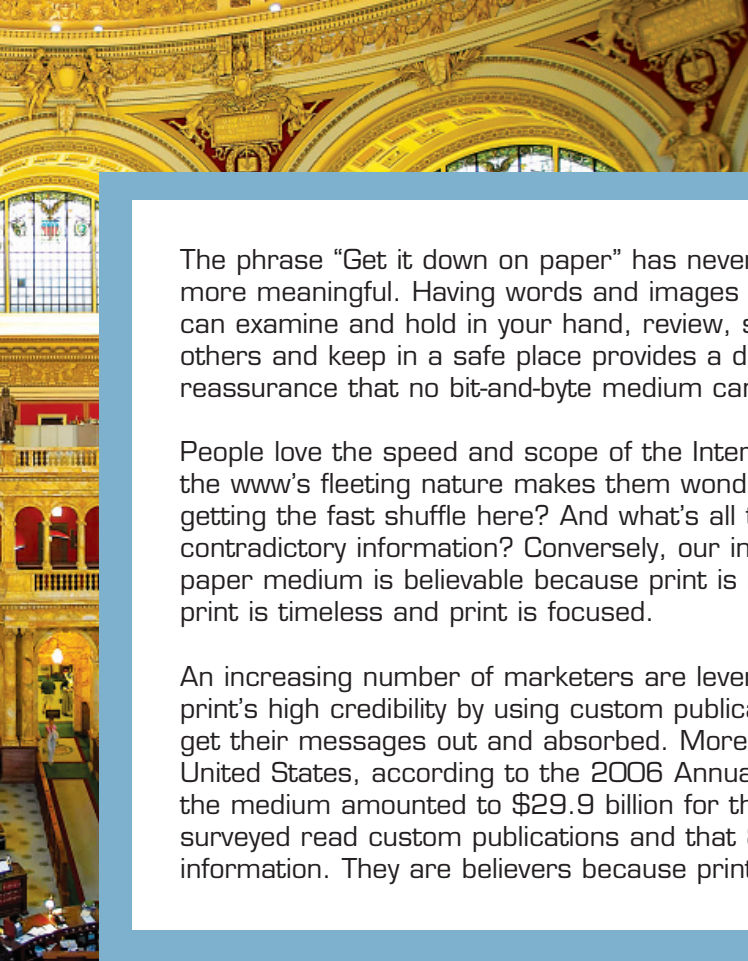 The phrase “Get it down on paper” has never
more meaningful. Having words and images
can examine and hold in your hand, review, s
others and keep in a safe place provides a d
reassurance that no bit-and-byte medium can
People love the speed and scope of the Inter
the www’s fleeting nature makes them wond
getting the fast shuffle here? And what’s all
contradictory information? Conversely, our in
paper medium is believable because print is
print is timeless and print is focused.
An increasing number of marketers are lever
print’s high credibility by using custom publica
get their messages out and absorbed. More
United States, according to the 2006 Annua
the medium amounted to $29.9 billion for th
surveyed read custom publications and that
information. They are believers because print